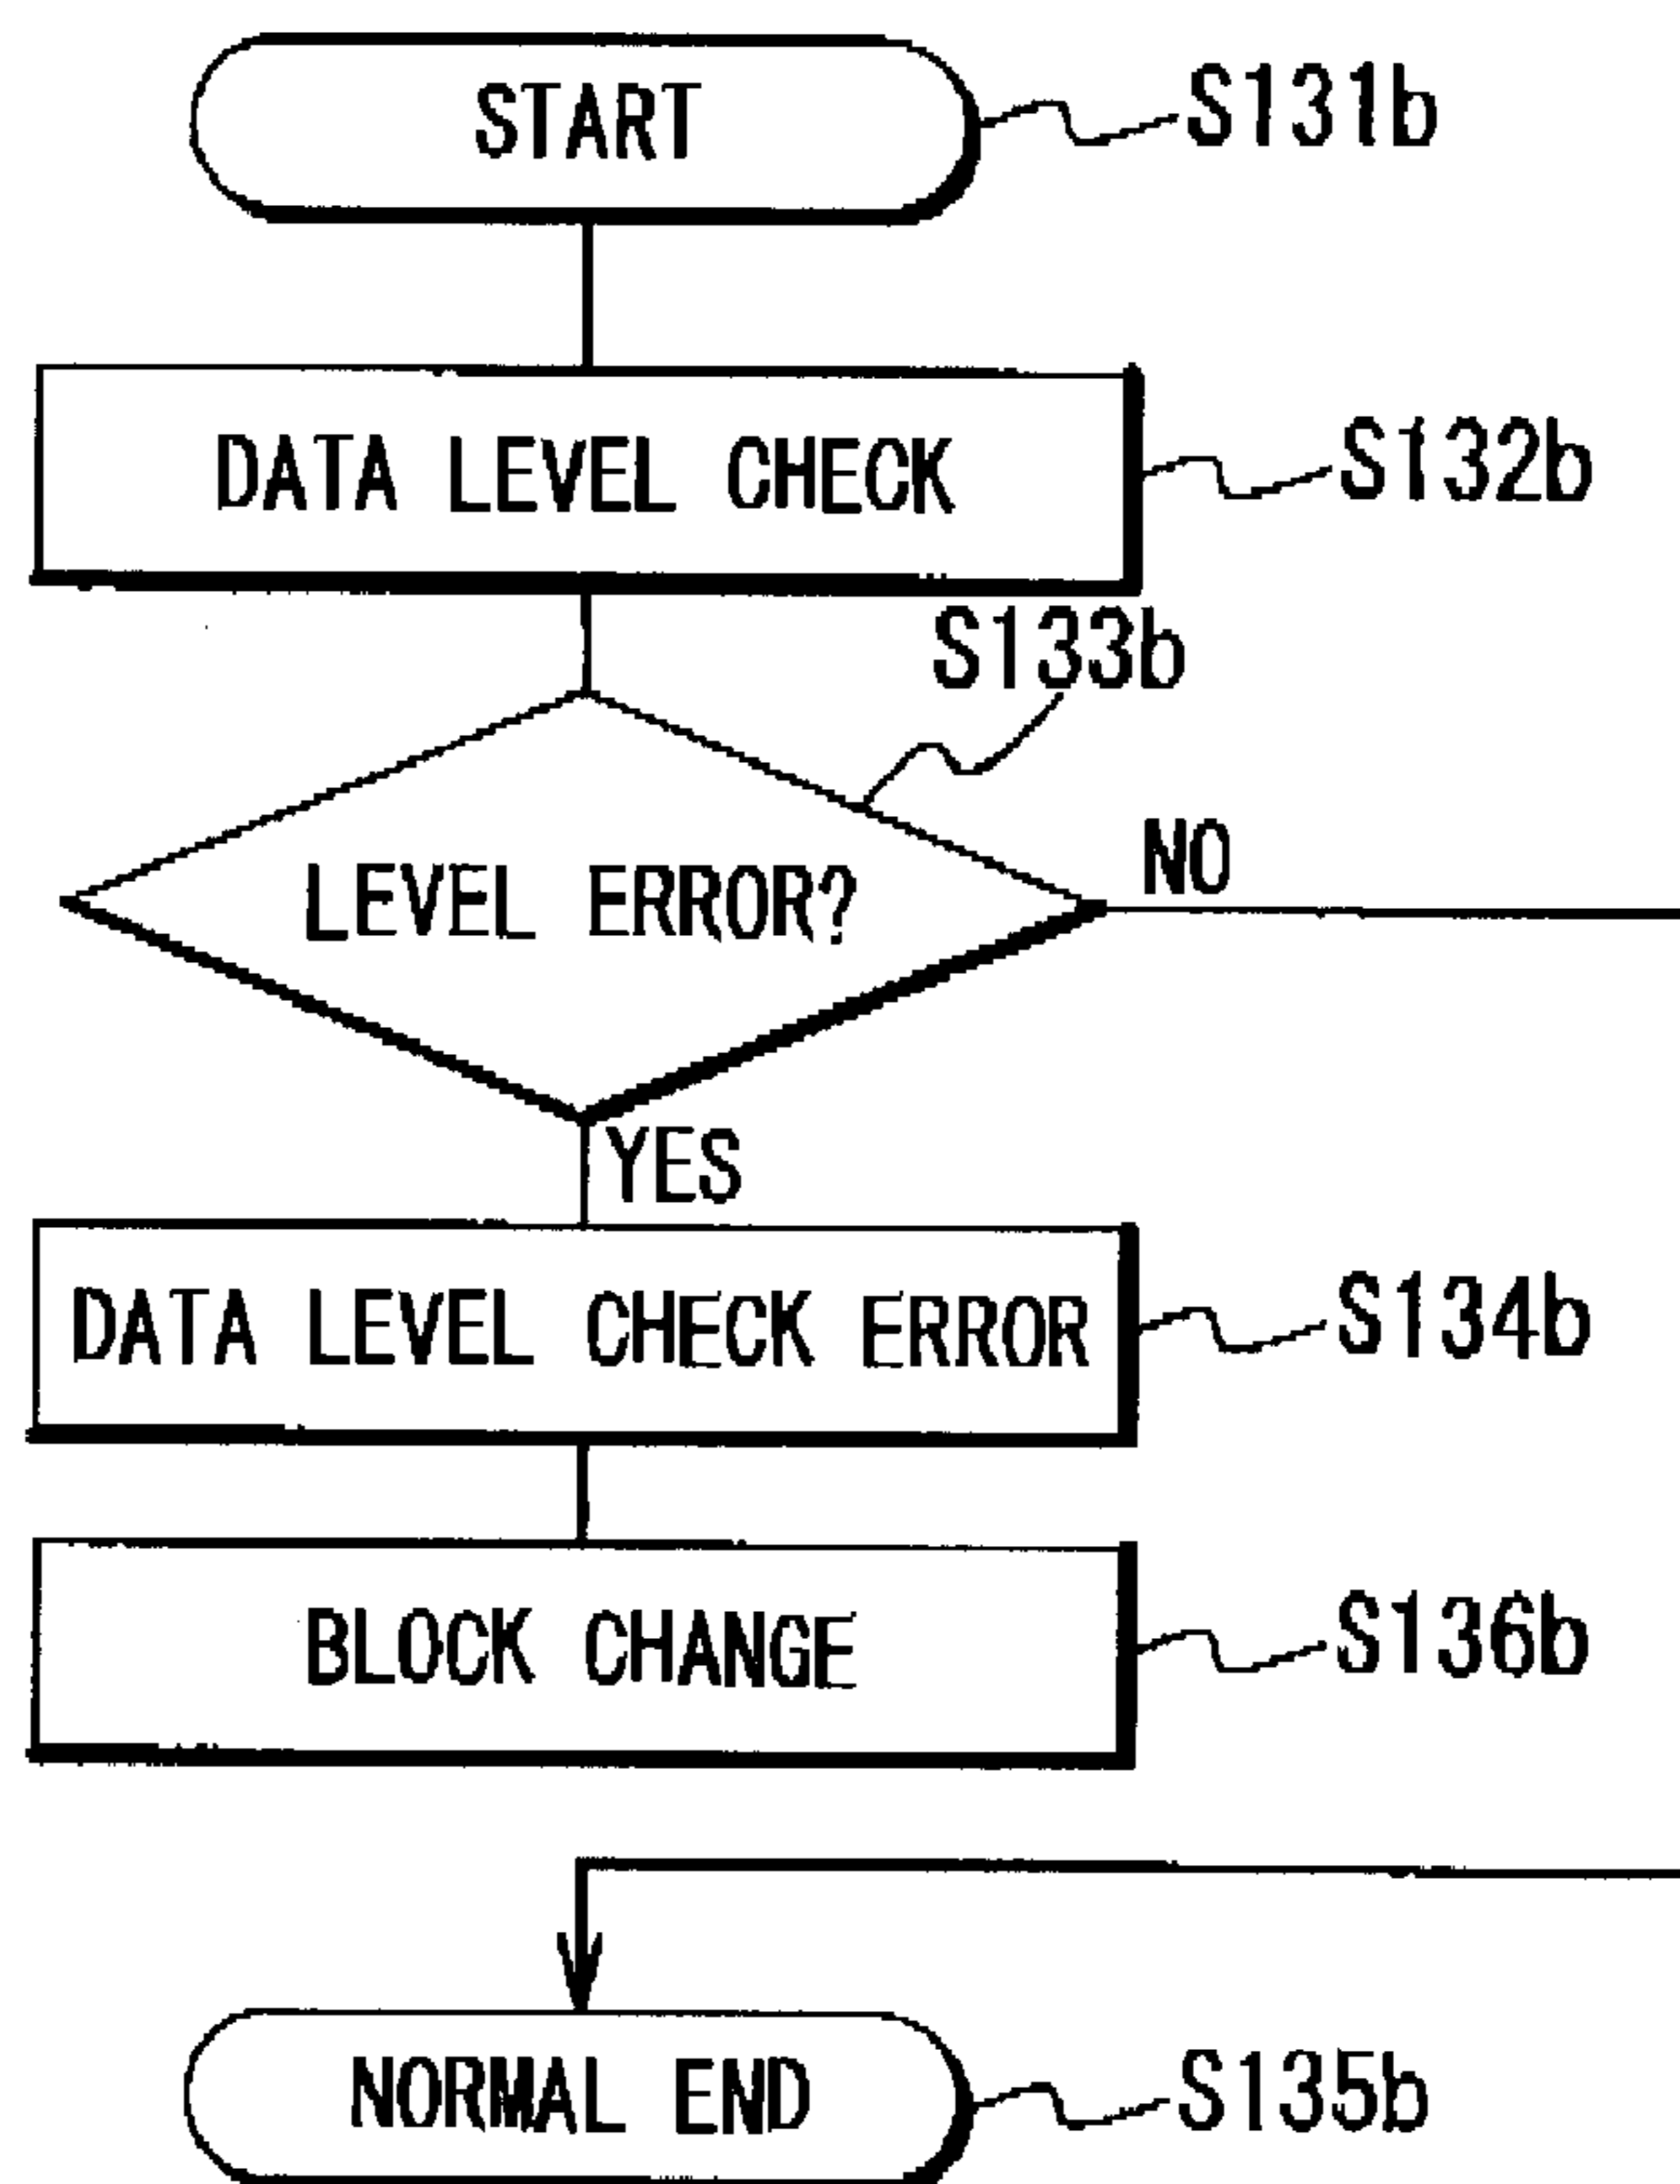 START
S131b
DATA LEVEL CHECK
S132b
S133b
LEVEL ERROR?
NO
YES
DATA LEVEL CHECK ERROR
S134b
BLOCK CHANGE
S136b
NORMAL END
S135b